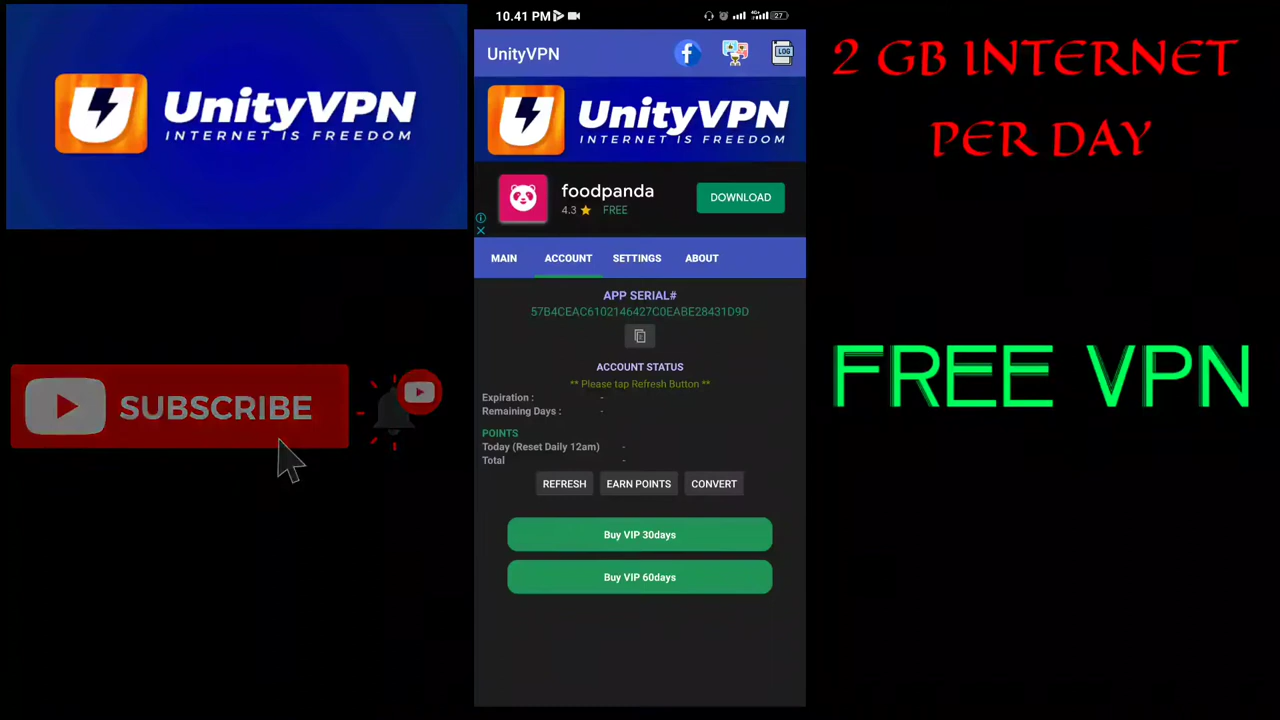 UnityVPN
INTERNET IS FREEDOM
SUBSCRIBE
10.41 PM
4G+
27
UnityVPN
LOG
UnityVPN
INTERNET IS FREEDOM
foodpanda
4.3 ★ FREE
DOWNLOAD
MAIN ACCOUNT SETTINGS ABOUT
APP SERIAL#
57B4CEAC6102146427C0EABE28431D9D
ACCOUNT STATUS
** Please tap Refresh Button **
Expiration : -
Remaining Days : -
POINTS
Today (Reset Daily 12am) -
Total -
REFRESH EARN POINTS CONVERT
Buy VIP 30days
Buy VIP 60days
2 GB INTERNET
PER DAY
FREE VPN